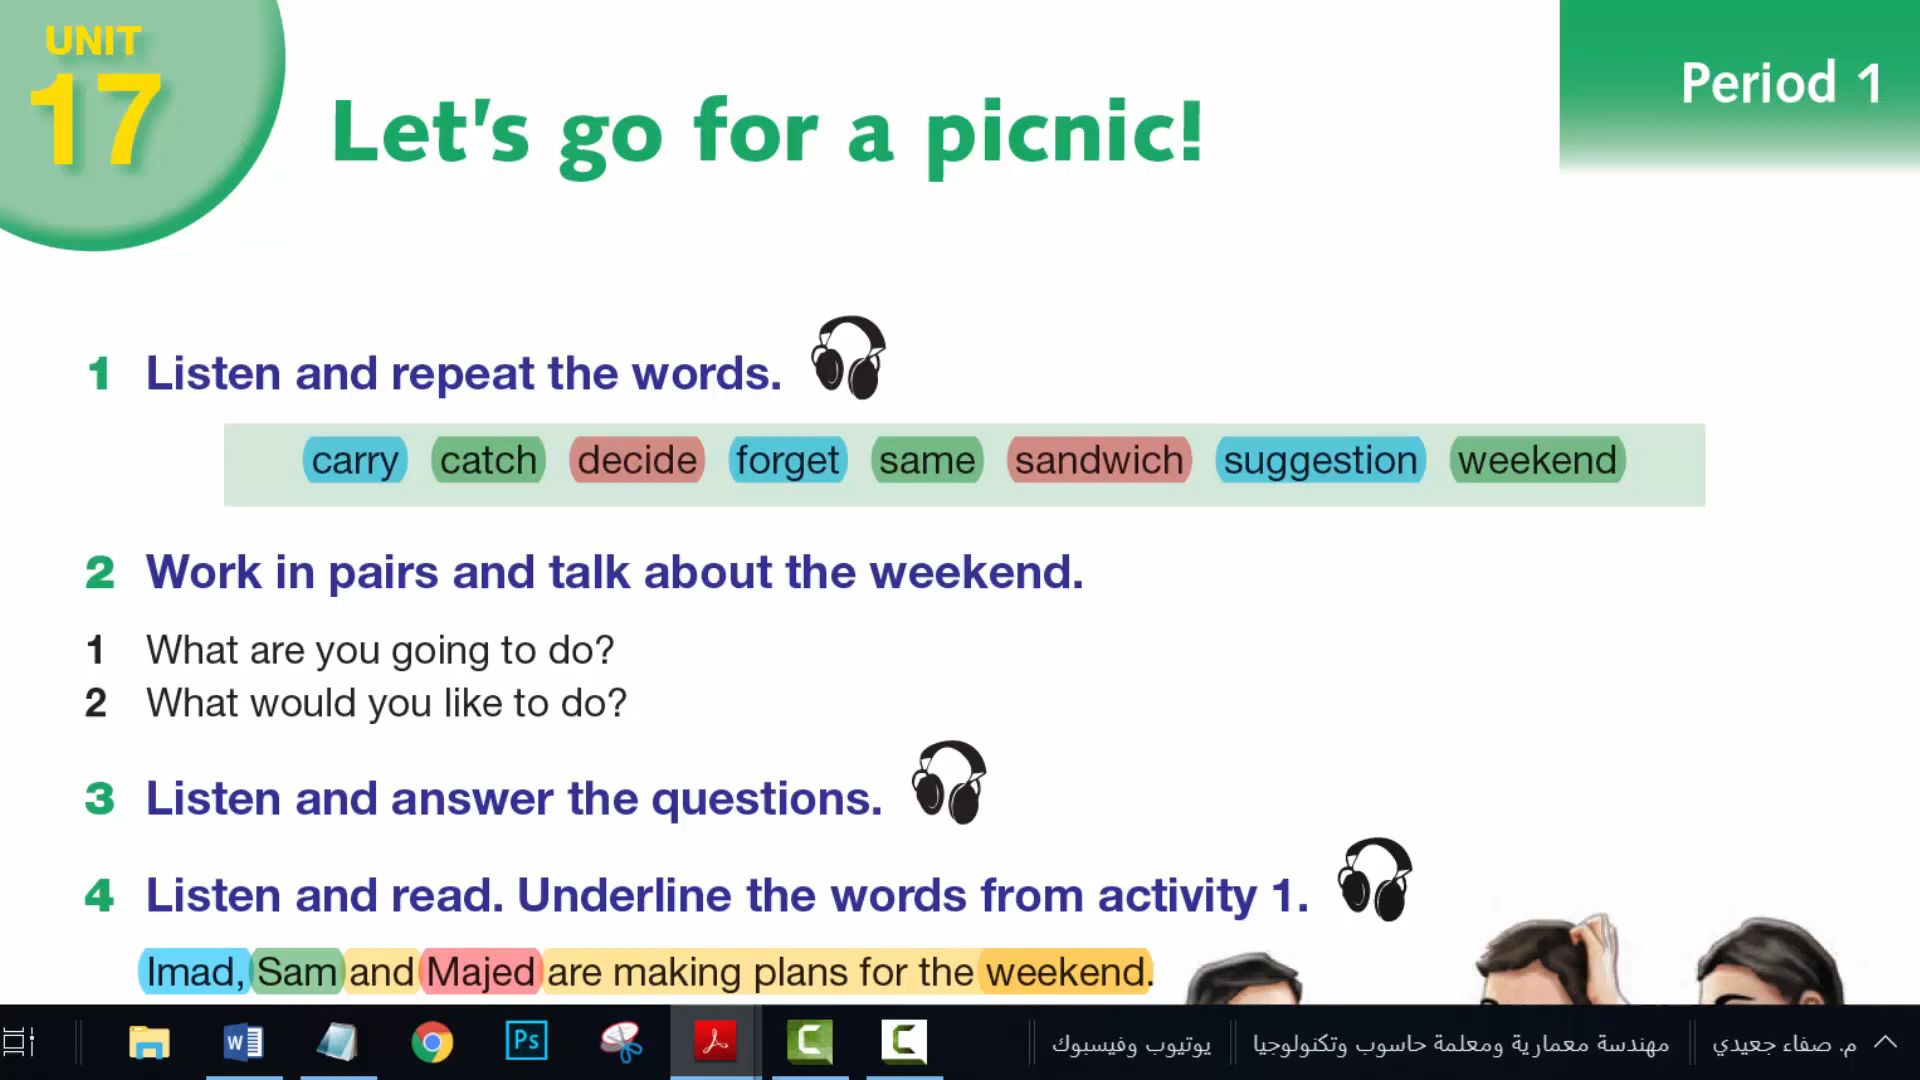 UNIT
17
Let's go for a picnic!
Period 1
1 Listen and repeat the words.
carry catch decide forget same sandwich suggestion weekend
2 Work in pairs and talk about the weekend.
1 What are you going to do?
2 What would you like to do?
3 Listen and answer the questions.
4 Listen and read. Underline the words from activity 1.
Imad, Sam and Majed are making plans for the weekend.
W
Ps
C
C
يوتيوب وفيسبوك
مهندسة معمارية ومعلمة حاسوب وتكنولوجيا
م. صفاء جعيدي